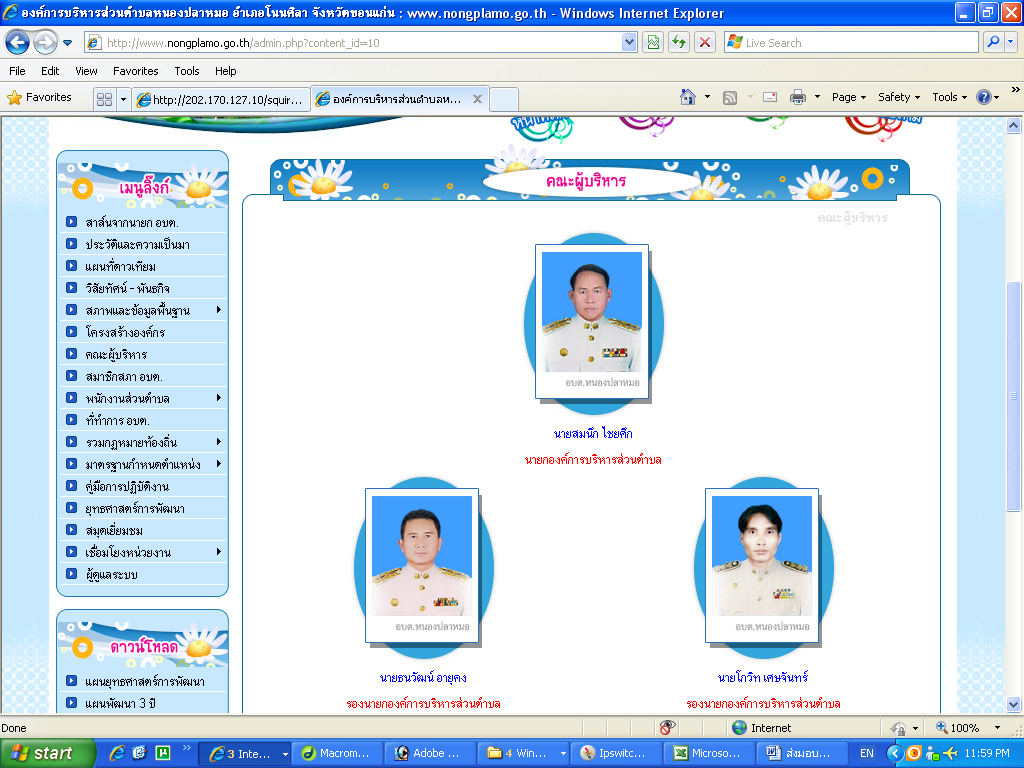 องค์การบริหารส่วนตำบลหนองปลาหมอ อำเภอโนนศิลา จังหวัดขอนแก่น : www.nongplamo.go.th - Windows Internet Explorer
http://www.nongplamo.go.th/admin.php?content_id=10
Live Search
File Edit View Favorites Tools Help
Favorites
http://202.170.127.10/squir...
องค์การบริหารส่วนตำบลห...
Page Safety Tools
เมนูลิ๊งก์
สาส์นจากนายก อบต.
ประวัติและความเป็นมา
แผนที่ดาวเทียม
วิสัยทัศน์ - พันธกิจ
สภาพและข้อมูลพื้นฐาน
โครงสร้างองค์กร
คณะผู้บริหาร
สมาชิกสภา อบต.
พนักงานส่วนตำบล
ที่ทำการ อบต.
รวมกฏหมายท้องถิ่น
มาตรฐานกำหนดตำแหน่ง
คู่มือการปฏิบัติงาน
ยุทธศาสตร์การพัฒนา
สมุดเยี่ยมชม
เชื่อมโยงหน่วยงาน
ผู้ดูแลระบบ
ดาวน์โหลด
แผนยุทธศาสตร์การพัฒนา
แผนพัฒนา 3 ปี
คณะผู้บริหาร
คณะผู้บริหาร
อบต.หนองปลาหมอ
นายสมนึก ไชยศึก
นายกองค์การบริหารส่วนตำบล
อบต.หนองปลาหมอ
นายธนวัฒน์ อายุคง
รองนายกองค์การบริหารส่วนตำบล
อบต.หนองปลาหมอ
นายโกวิท เศษจันทร์
รองนายกองค์การบริหารส่วนตำบล
Done
Internet
100%
start
3 Inte...
Macrom...
Adobe ...
4 Win...
Ipswitc...
Microso...
ส่งมอบ...
EN
11:59 PM